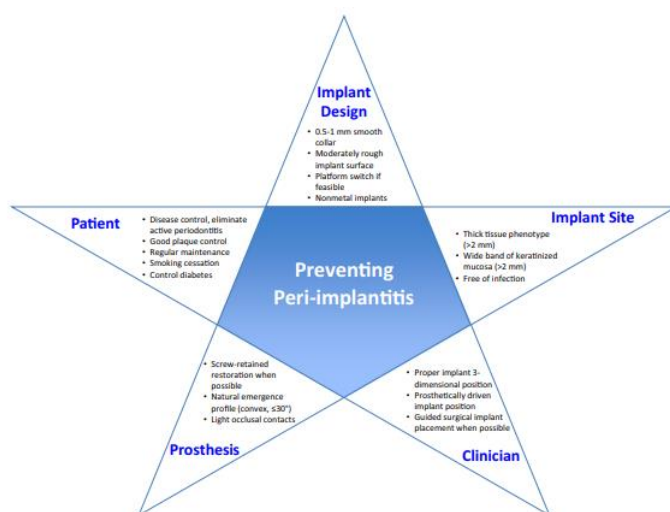 Implant
Design
• 0.5-1 mm smooth
collar
• Moderately rough
implant surface
• Platform switch if
feasible
• Nonmetal implants
Patient
• Disease control, eliminate
active periodontitis
• Good plaque control
• Regular maintenance
• Smoking cessation
• Control diabetes
Implant Site
• Thick tissue phenotype
(>2 mm)
• Wide band of keratinized
mucosa (>2 mm)
• Free of infection
Preventing
Peri-implantitis
• Screw-retained
restoration when
possible
• Natural emergence
profile (convex, ≤30°)
• Light occlusal contacts
Prosthesis
• Proper implant 3-
dimensional position
• Prosthetically driven
implant position
• Guided surgical implant
placement when possible
Clinician